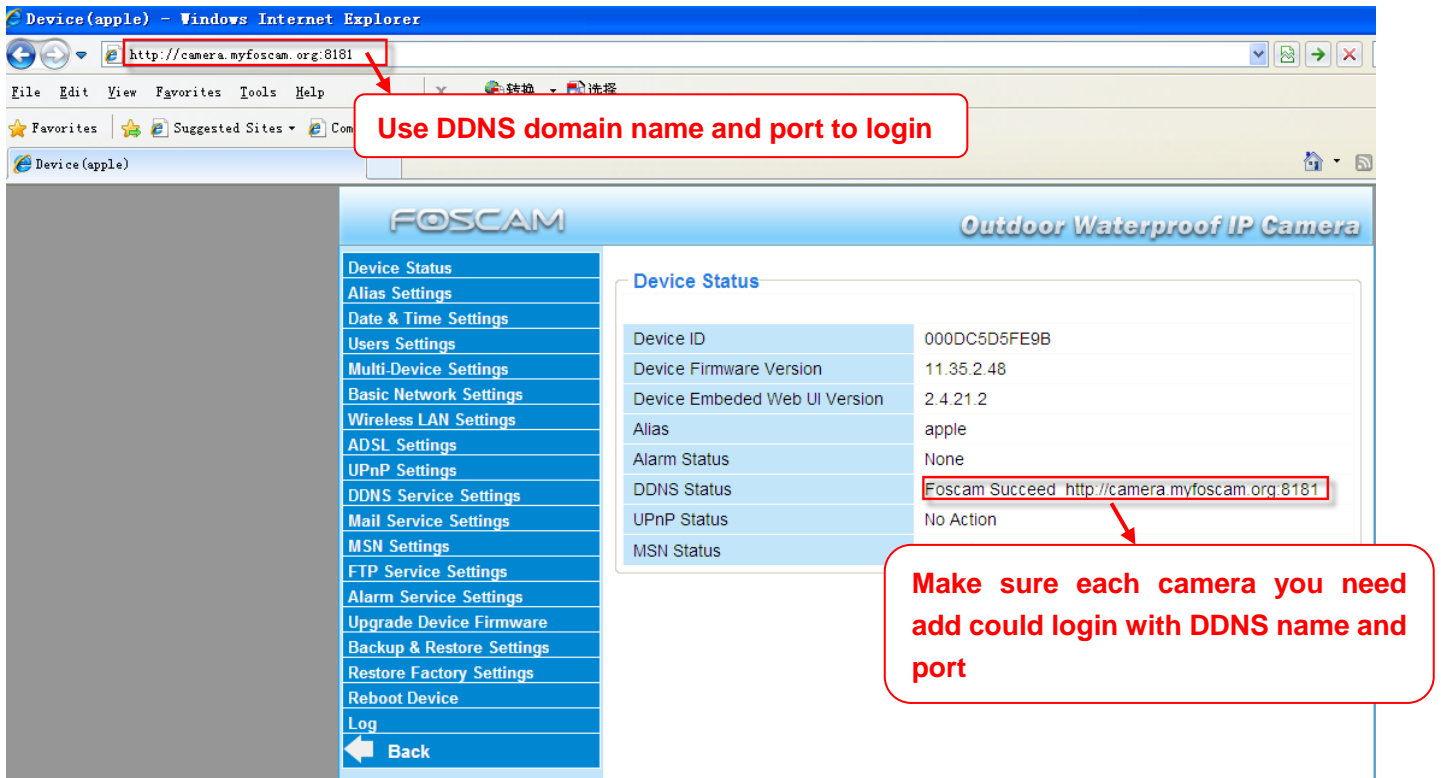 Device(apple) - Windows Internet Explorer
http://camera.myfoscam.org:8181
File Edit View Favorites Tools Help x 转换 选择
Favorites Suggested Sites Com
Use DDNS domain name and port to login
Device(apple)
FOSCAM
Outdoor Waterproof IP Camera
Device Status
Alias Settings
Date & Time Settings
Users Settings
Multi-Device Settings
Basic Network Settings
Wireless LAN Settings
ADSL Settings
UPnP Settings
DDNS Service Settings
Mail Service Settings
MSN Settings
FTP Service Settings
Alarm Service Settings
Upgrade Device Firmware
Backup & Restore Settings
Restore Factory Settings
Reboot Device
Log
Back
Device Status
Device ID 000DC5D5FE9B
Device Firmware Version 11.35.2.48
Device Embeded Web UI Version 2.4.21.2
Alias apple
Alarm Status None
DDNS Status Foscam Succeed http://camera.myfoscam.org:8181
UPnP Status No Action
MSN Status
Make sure each camera you need
add could login with DDNS name and
port